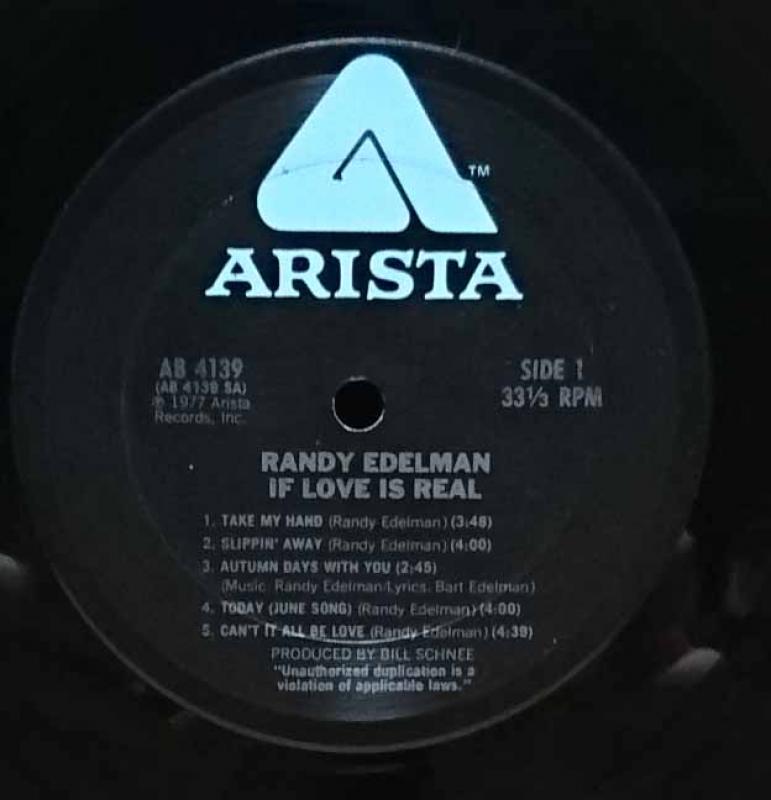 TM
ARISTA
AB 4139
(AB 4139 SA)
℗ 1977 Arista
Records, Inc.
SIDE 1
33⅓ RPM
RANDY EDELMAN
IF LOVE IS REAL
1. TAKE MY HAND (Randy Edelman) (3:48)
2. SLIPPIN' AWAY (Randy Edelman) (4:00)
3. AUTUMN DAYS WITH YOU (2:45)
(Music: Randy Edelman/Lyrics: Bart Edelman)
4. TODAY (JUNE SONG) (Randy Edelman) (4:00)
5. CAN'T IT ALL BE LOVE (Randy Edelman) (4:39)
PRODUCED BY BILL SCHNEE
"Unauthorized duplication is a
violation of applicable laws."